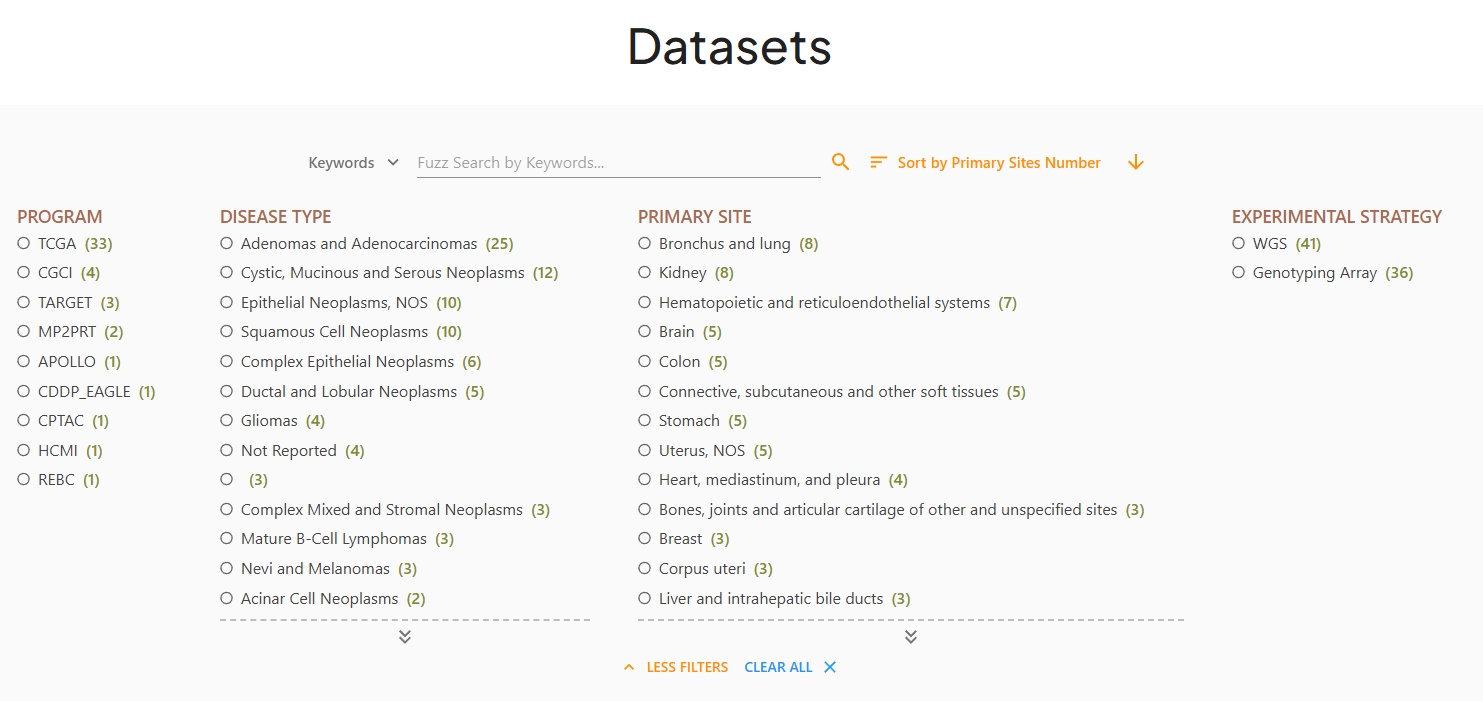 Datasets
Keywords Fuzz Search by Keywords... Sort by Primary Sites Number
PROGRAM
TCGA (33)
CGCI (4)
TARGET (3)
MP2PRT (2)
APOLLO (1)
CDDP_EAGLE (1)
CPTAC (1)
HCMI (1)
REBC (1)
DISEASE TYPE
Adenomas and Adenocarcinomas (25)
Cystic, Mucinous and Serous Neoplasms (12)
Epithelial Neoplasms, NOS (10)
Squamous Cell Neoplasms (10)
Complex Epithelial Neoplasms (6)
Ductal and Lobular Neoplasms (5)
Gliomas (4)
Not Reported (4)
(3)
Complex Mixed and Stromal Neoplasms (3)
Mature B-Cell Lymphomas (3)
Nevi and Melanomas (3)
Acinar Cell Neoplasms (2)
PRIMARY SITE
Bronchus and lung (8)
Kidney (8)
Hematopoietic and reticuloendothelial systems (7)
Brain (5)
Colon (5)
Connective, subcutaneous and other soft tissues (5)
Stomach (5)
Uterus, NOS (5)
Heart, mediastinum, and pleura (4)
Bones, joints and articular cartilage of other and unspecified sites (3)
Breast (3)
Corpus uteri (3)
Liver and intrahepatic bile ducts (3)
EXPERIMENTAL STRATEGY
WGS (41)
Genotyping Array (36)
LESS FILTERS CLEAR ALL